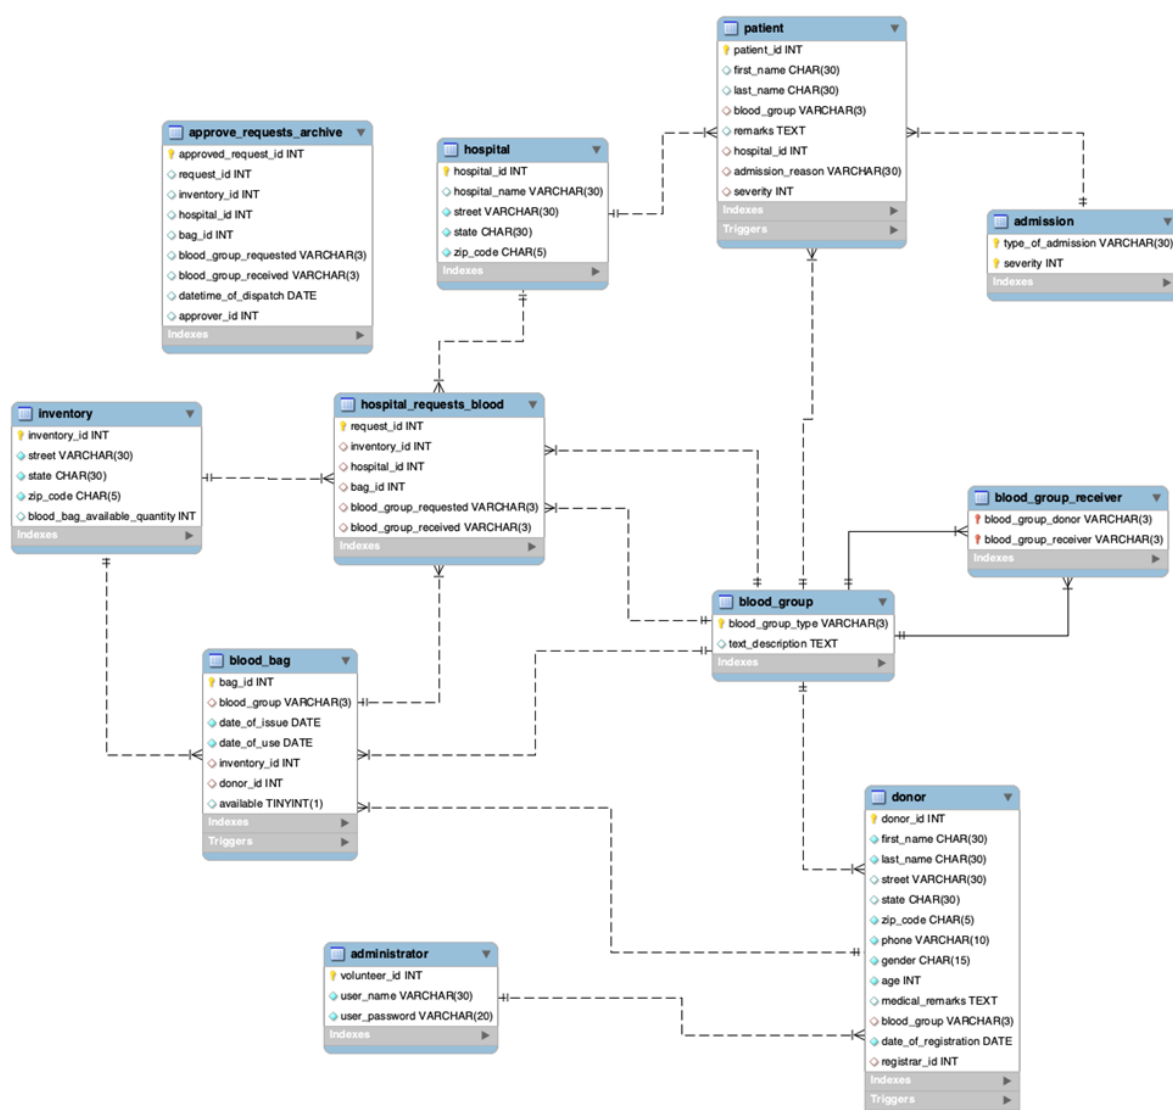 patient
patient_id INT
first_name CHAR(30)
last_name CHAR(30)
blood_group VARCHAR(3)
remarks TEXT
hospital_id INT
admission_reason VARCHAR(30)
severity INT
Indexes
Triggers
approve_requests_archive
approved_request_id INT
request_id INT
inventory_id INT
hospital_id INT
bag_id INT
blood_group_requested VARCHAR(3)
blood_group_received VARCHAR(3)
datetime_of_dispatch DATE
approver_id INT
Indexes
hospital
hospital_id INT
hospital_name VARCHAR(30)
street VARCHAR(30)
state CHAR(30)
zip_code CHAR(5)
Indexes
admission
type_of_admission VARCHAR(30)
severity INT
Indexes
inventory
inventory_id INT
street VARCHAR(30)
state CHAR(30)
zip_code CHAR(5)
blood_bag_available_quantity INT
Indexes
hospital_requests_blood
request_id INT
inventory_id INT
hospital_id INT
bag_id INT
blood_group_requested VARCHAR(3)
blood_group_received VARCHAR(3)
Indexes
blood_group_receiver
blood_group_donor VARCHAR(3)
blood_group_receiver VARCHAR(3)
Indexes
blood_group
blood_group_type VARCHAR(3)
text_description TEXT
Indexes
blood_bag
bag_id INT
blood_group VARCHAR(3)
date_of_issue DATE
date_of_use DATE
inventory_id INT
donor_id INT
available TINYINT(1)
Indexes
Triggers
donor
donor_id INT
first_name CHAR(30)
last_name CHAR(30)
street VARCHAR(30)
state CHAR(30)
zip_code CHAR(5)
phone VARCHAR(10)
gender CHAR(15)
age INT
medical_remarks TEXT
blood_group VARCHAR(3)
date_of_registration DATE
registrar_id INT
Indexes
Triggers
administrator
volunteer_id INT
user_name VARCHAR(30)
user_password VARCHAR(20)
Indexes